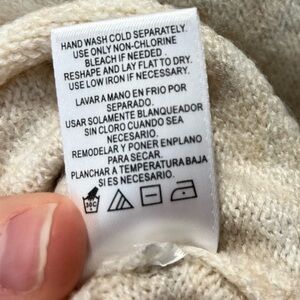 HAND WASH COLD SEPARATELY.
USE ONLY NON-CHLORINE
BLEACH IF NEEDED .
RESHAPE AND LAY FLAT TO DRY.
USE LOW IRON IF NECESSARY.
LAVAR A MANO EN FRIO POR
SEPARADO.
USAR SOLAMENTE BLANQUEADOR
SIN CLORO CUANDO SEA
NECESARIO.
REMODELAR Y PONER ENPLANO
PARA SECAR.
PLANCHAR A TEMPERATURA BAJA
SI ES NECESARIO.
30C